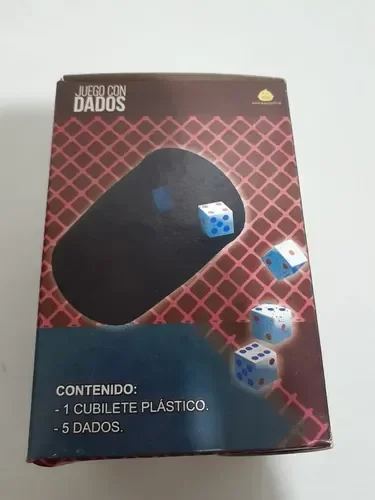 JUEGO CON
DADOS
CONTENIDO:
- 1 CUBILETE PLÁSTICO.
- 5 DADOS.